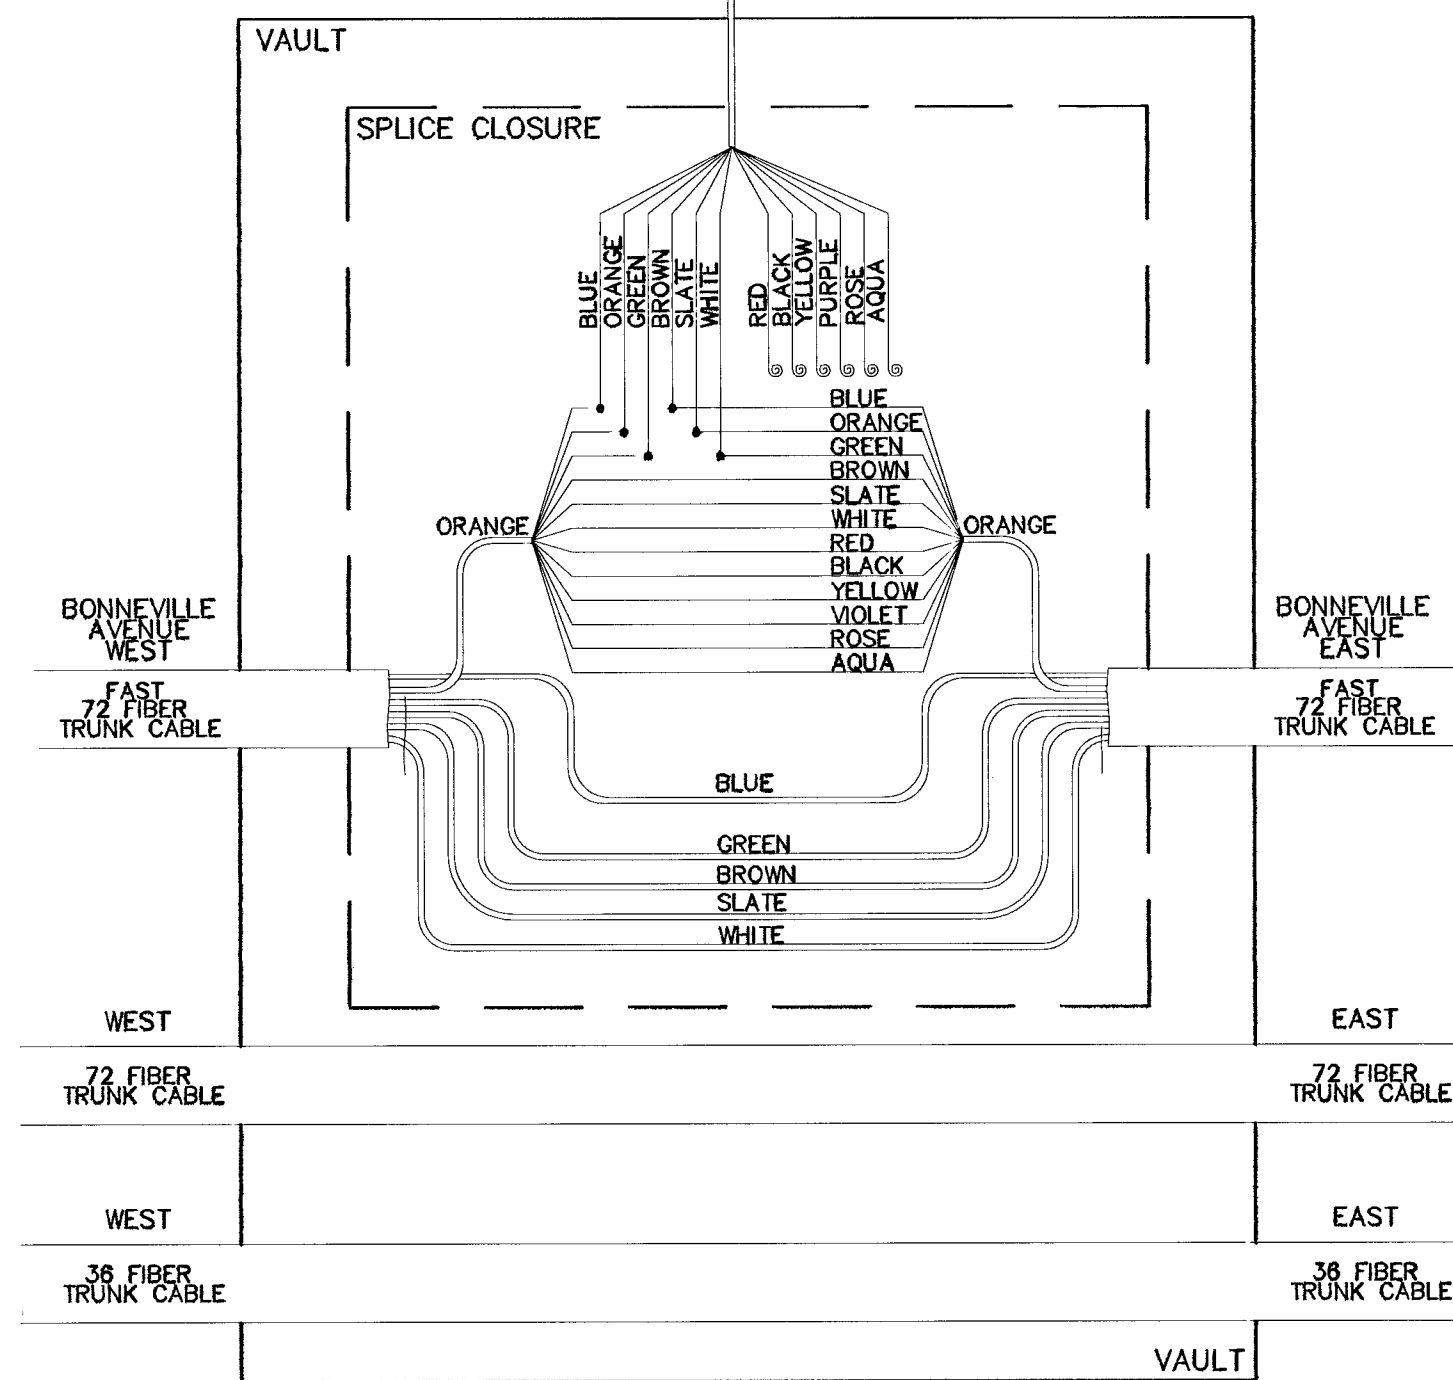 VAULT
SPLICE CLOSURE
BLUE
ORANGE
GREEN
BROWN
SLATE
WHITE
RED
BLACK
YELLOW
PURPLE
ROSE
AQUA
BLUE
ORANGE
GREEN
BROWN
SLATE
WHITE
RED
BLACK
YELLOW
VIOLET
ROSE
AQUA
ORANGE
ORANGE
BONNEVILLE
AVENUE
WEST
FAST
72 FIBER
TRUNK CABLE
BONNEVILLE
AVENUE
EAST
FAST
72 FIBER
TRUNK CABLE
BLUE
GREEN
BROWN
SLATE
WHITE
WEST
72 FIBER
TRUNK CABLE
EAST
72 FIBER
TRUNK CABLE
WEST
36 FIBER
TRUNK CABLE
EAST
36 FIBER
TRUNK CABLE
VAULT